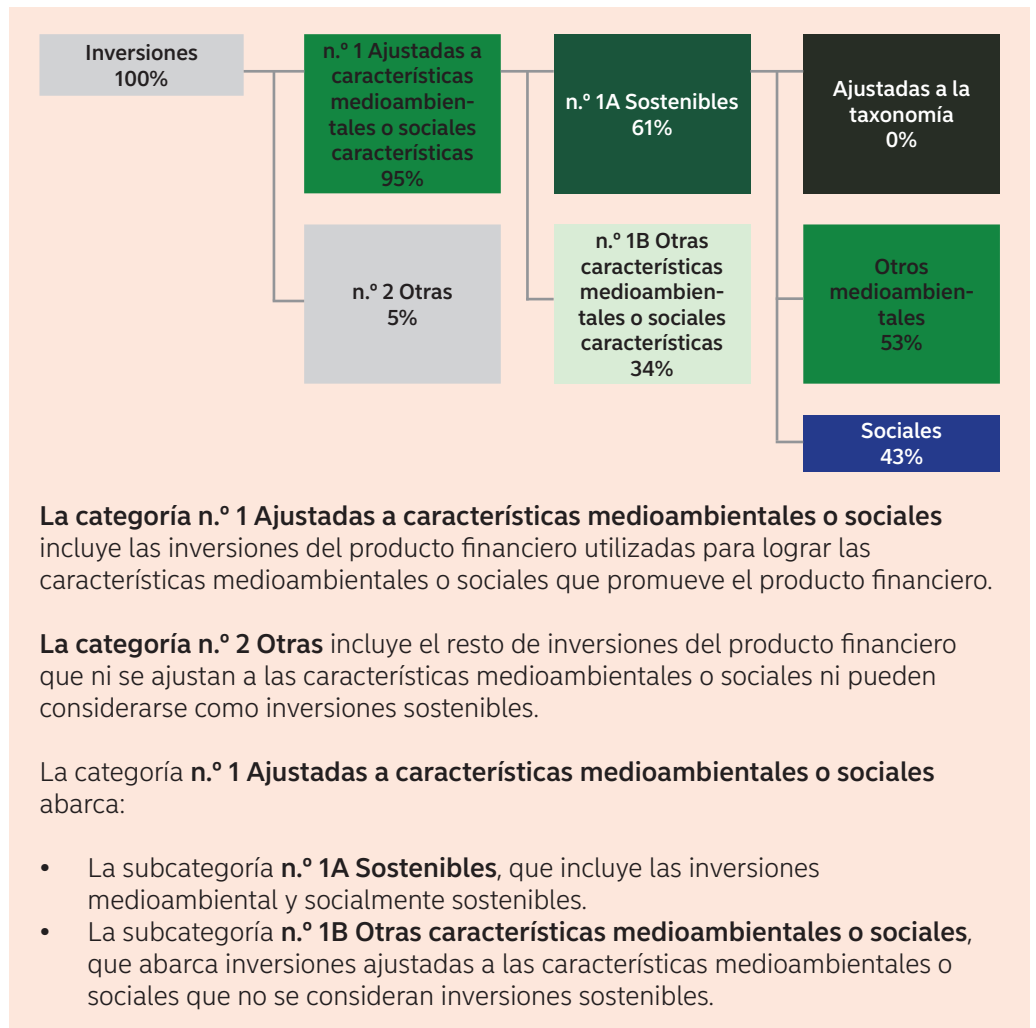 Inversiones
100%
n.º 1 Ajustadas a
características
medioambien-
tales o sociales
características
95%
n.º 1A Sostenibles
61%
Ajustadas a la
taxonomía
0%
n.º 2 Otras
5%
n.º 1B Otras
características
medioambien-
tales o sociales
características
34%
Otros
medioambien-
tales
53%
Sociales
43%
La categoría n.º 1 Ajustadas a características medioambientales o sociales
incluye las inversiones del producto financiero utilizadas para lograr las
características medioambientales o sociales que promueve el producto financiero.
La categoría n.º 2 Otras incluye el resto de inversiones del producto financiero
que ni se ajustan a las características medioambientales o sociales ni pueden
considerarse como inversiones sostenibles.
La categoría n.º 1 Ajustadas a características medioambientales o sociales
abarca:
• La subcategoría n.º 1A Sostenibles, que incluye las inversiones
medioambiental y socialmente sostenibles.
• La subcategoría n.º 1B Otras características medioambientales o sociales,
que abarca inversiones ajustadas a las características medioambientales o
sociales que no se consideran inversiones sostenibles.